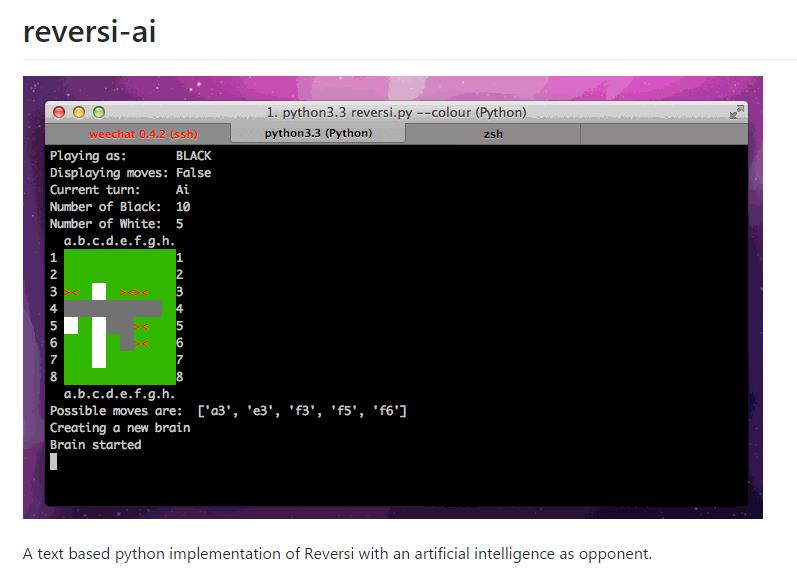 reversi-ai
1. python3.3 reversi.py --colour (Python)
weechat 0.4.2 (ssh) python3.3 (Python) zsh
Playing as: BLACK
Displaying moves: False
Current turn: Ai
Number of Black: 10
Number of White: 5
a.b.c.d.e.f.g.h.
1 1
2 2
3 >< ><>< 3
4 4
5 >< 5
6 >< 6
7 7
8 8
a.b.c.d.e.f.g.h.
Possible moves are: ['a3', 'e3', 'f3', 'f5', 'f6']
Creating a new brain
Brain started
A text based python implementation of Reversi with an artificial intelligence as opponent.